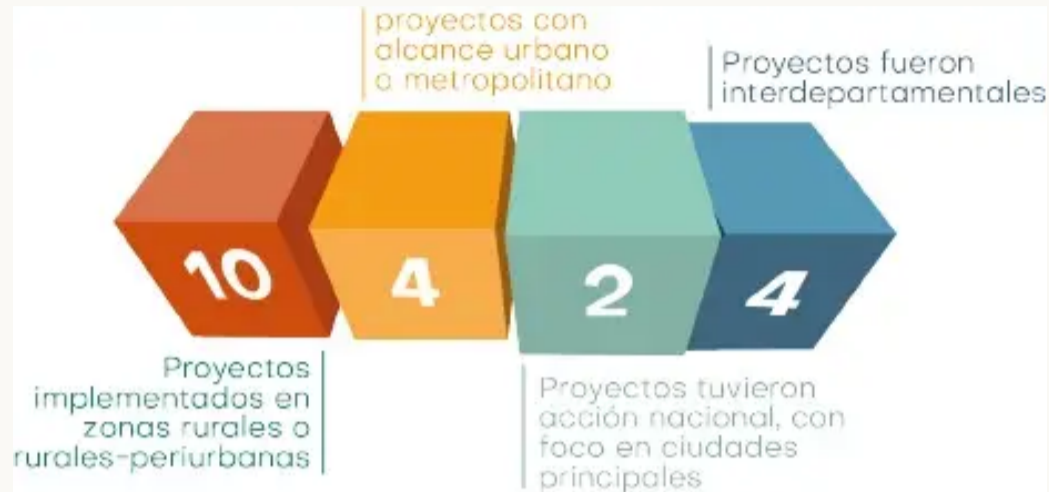 proyectos con
alcance urbano
o metropolitano
Proyectos fueron
interdepartamentales
10
4
2
4
Proyectos
implementados en
zonas rurales o
rurales-periurbanas
Proyectos tuvieron
acción nacional, con
foco en ciudades
principales